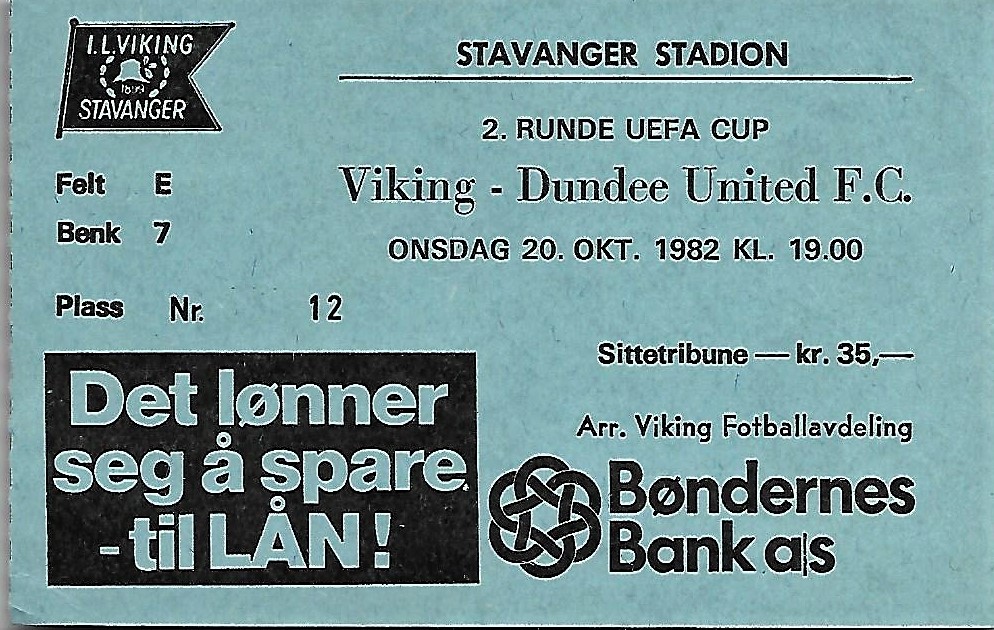 I.L.VIKING
1899
STAVANGER
STAVANGER STADION
2. RUNDE UEFA CUP
Viking - Dundee United F.C.
ONSDAG 20. OKT. 1982 KL. 19.00
Felt E
Benk 7
Plass Nr. 12
Sittetribune — kr. 35,—
Arr. Viking Fotballavdeling
Det lønner
seg å spare
- til LÅN!
Bøndernes
Bank a/s